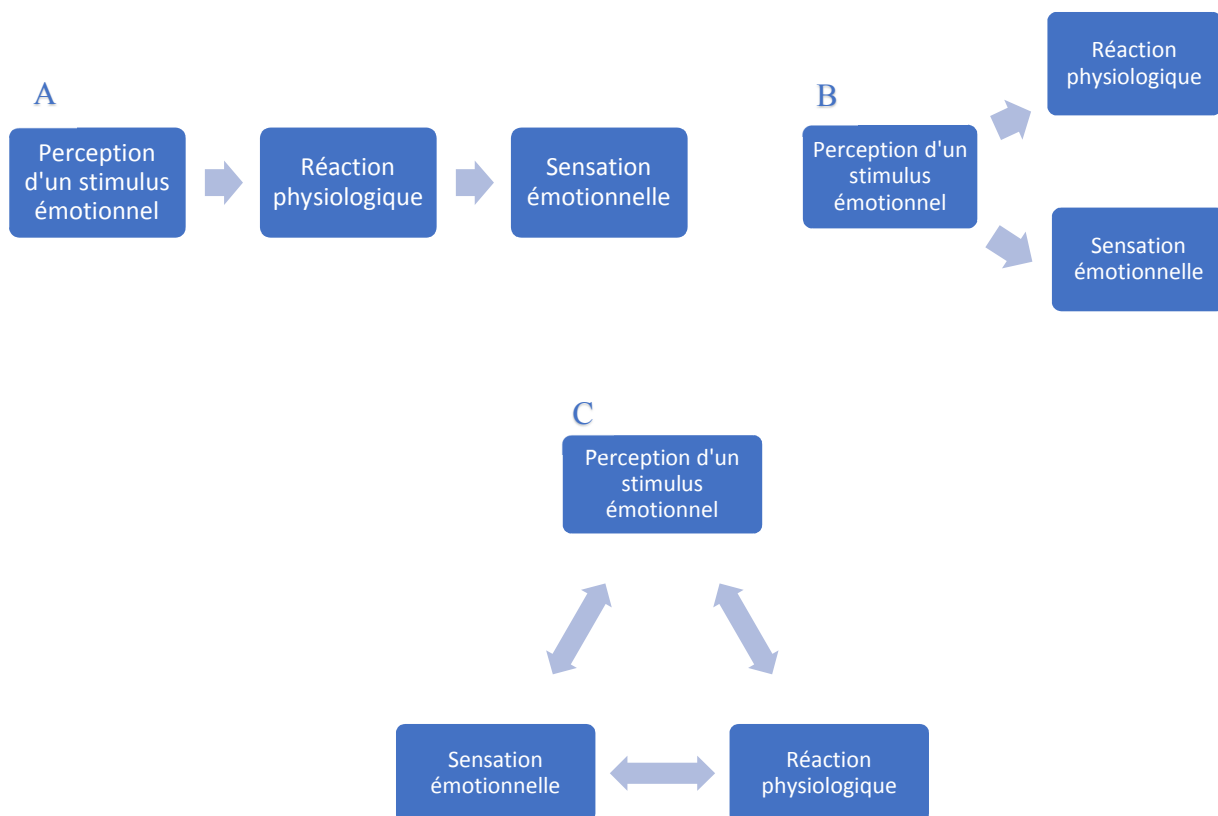 A
Perception
d'un stimulus
émotionnel
Réaction
physiologique
Sensation
émotionnelle
B
Perception d'un
stimulus
émotionnel
Réaction
physiologique
Sensation
émotionnelle
C
Perception d'un
stimulus
émotionnel
Sensation
émotionnelle
Réaction
physiologique